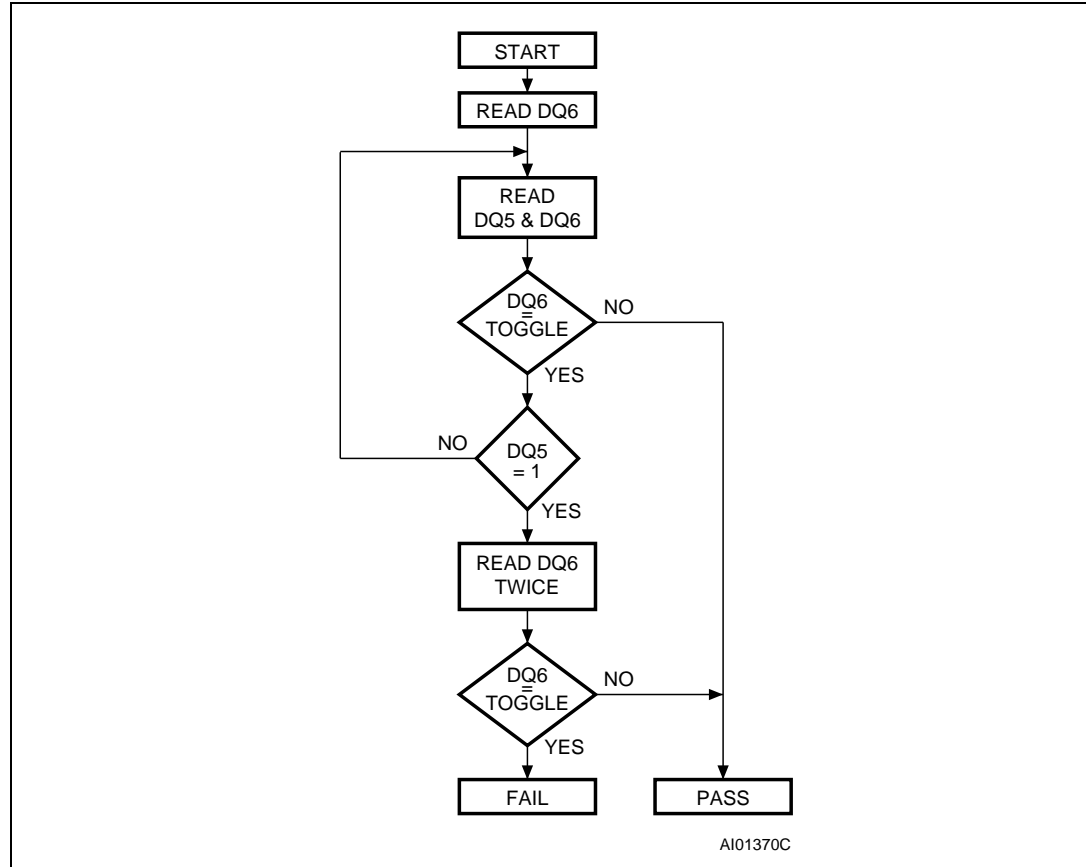 START
READ DQ6
READ
DQ5 & DQ6
DQ6
=
TOGGLE
NO
YES
NO
DQ5
= 1
YES
READ DQ6
TWICE
DQ6
=
TOGGLE
NO
YES
FAIL
PASS
AI01370C